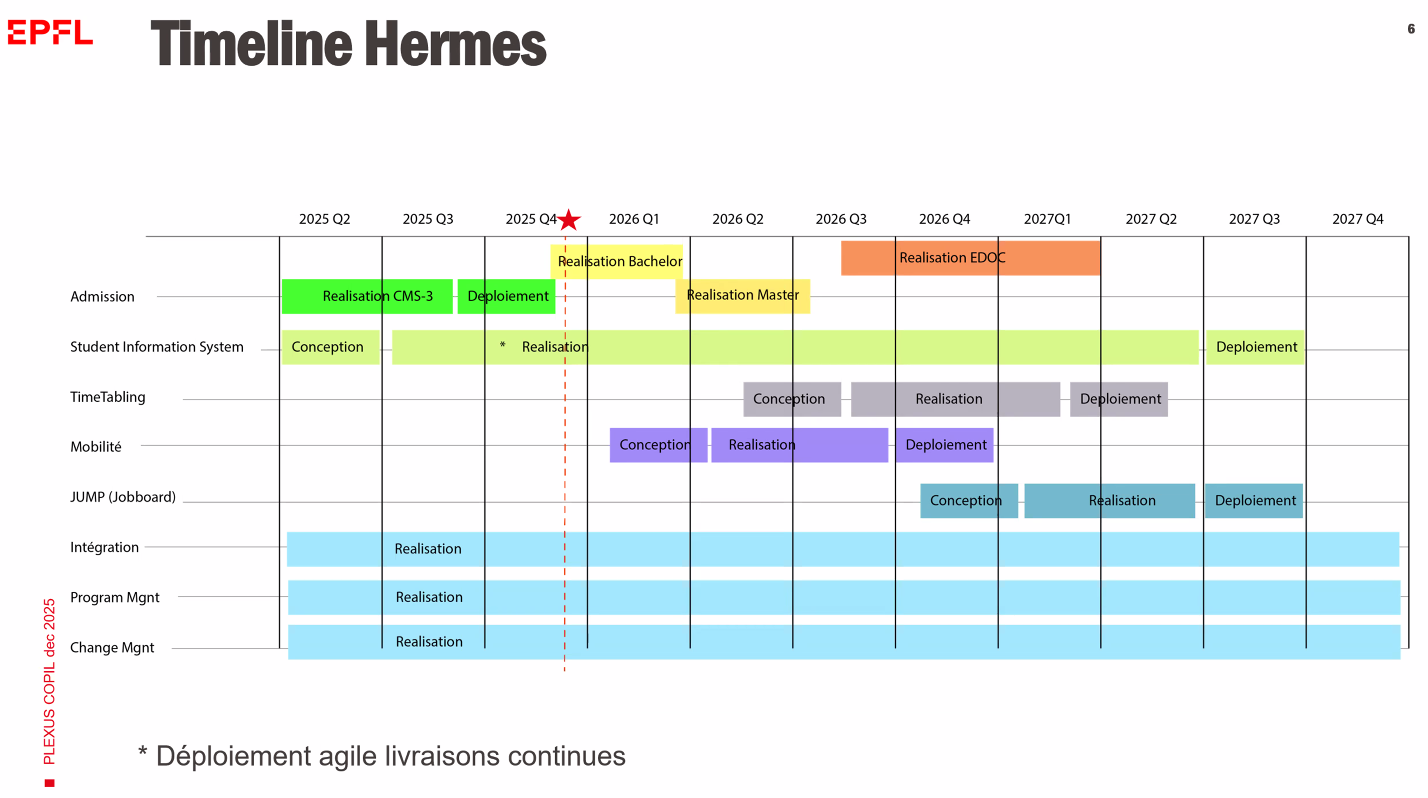 EPFL
Timeline Hermes
6
2025 Q2 2025 Q3 2025 Q4 2026 Q1 2026 Q2 2026 Q3 2026 Q4 2027Q1 2027 Q2 2027 Q3 2027 Q4
Realisation Bachelor Realisation EDOC
Admission Realisation CMS-3 Deploiement Realisation Master
Student Information System Conception * Realisation Deploiement
TimeTabling Conception Realisation Deploiement
Mobilité Conception Realisation Deploiement
JUMP (Jobboard) Conception Realisation Deploiement
Intégration Realisation
Program Mgnt Realisation
Change Mgnt Realisation
PLEXUS COPIL dec 2025
* Déploiement agile livraisons continues